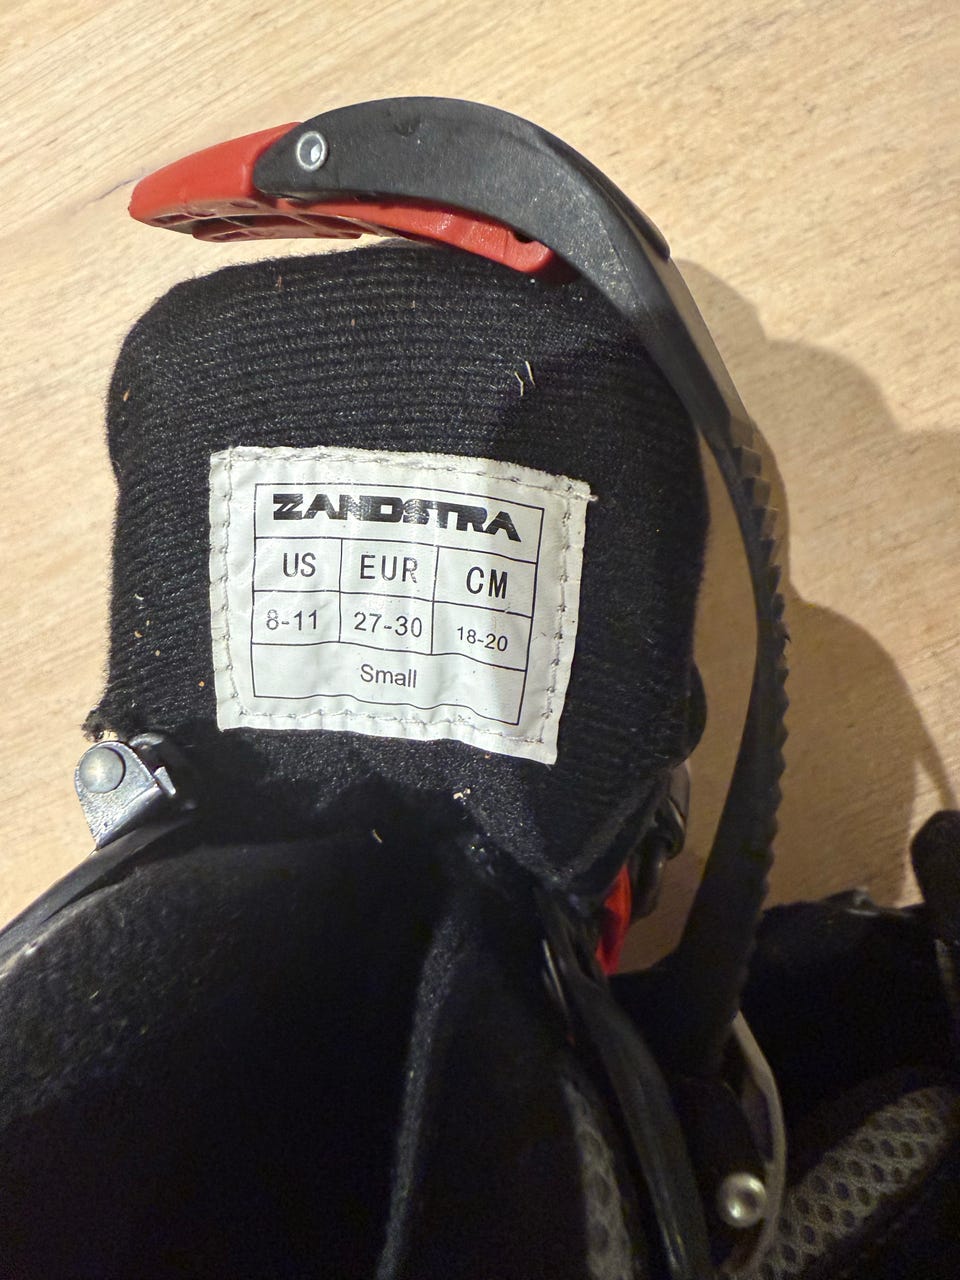 ZANDSTRA
US EUR CM
8-11 27-30 18-20
Small